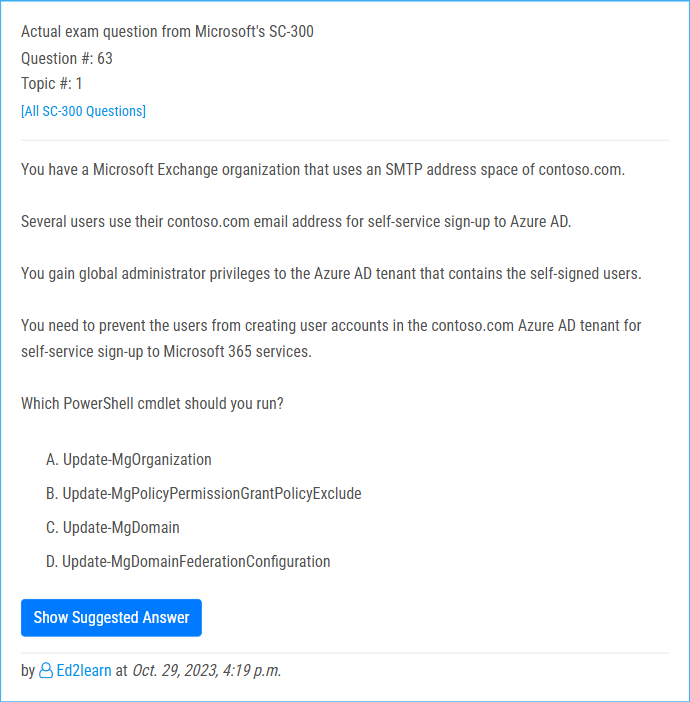 Actual exam question from Microsoft's SC-300
Question #: 63
Topic #: 1
[All SC-300 Questions]
You have a Microsoft Exchange organization that uses an SMTP address space of contoso.com.
Several users use their contoso.com email address for self-service sign-up to Azure AD.
You gain global administrator privileges to the Azure AD tenant that contains the self-signed users.
You need to prevent the users from creating user accounts in the contoso.com Azure AD tenant for
self-service sign-up to Microsoft 365 services.
Which PowerShell cmdlet should you run?
A. Update-MgOrganization
B. Update-MgPolicyPermissionGrantPolicyExclude
C. Update-MgDomain
D. Update-MgDomainFederationConfiguration
Show Suggested Answer
by Ed2learn at Oct. 29, 2023, 4:19 p.m.